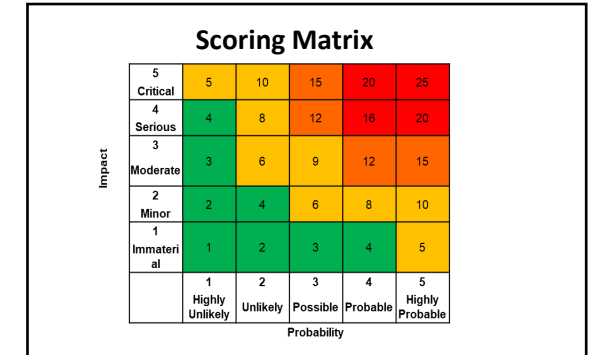 Scoring Matrix
5
Critical
5 10 15 20 25
4
Serious
4 8 12 16 20
Impact
3
Moderate
3 6 9 12 15
2
Minor
2 4 6 8 10
1
Immateri
al
1 2 3 4 5
1 2 3 4 5
Highly Unlikely Possible Probable Highly
Unlikely Probable
Probability